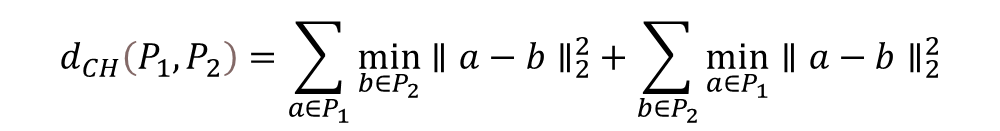 d_{CH}(P_1, P_2) = \sum_{a \in P_1} \min_{b \in P_2} \| a - b \|_2^2 + \sum_{b \in P_2} \min_{a \in P_1} \| a - b \|_2^2